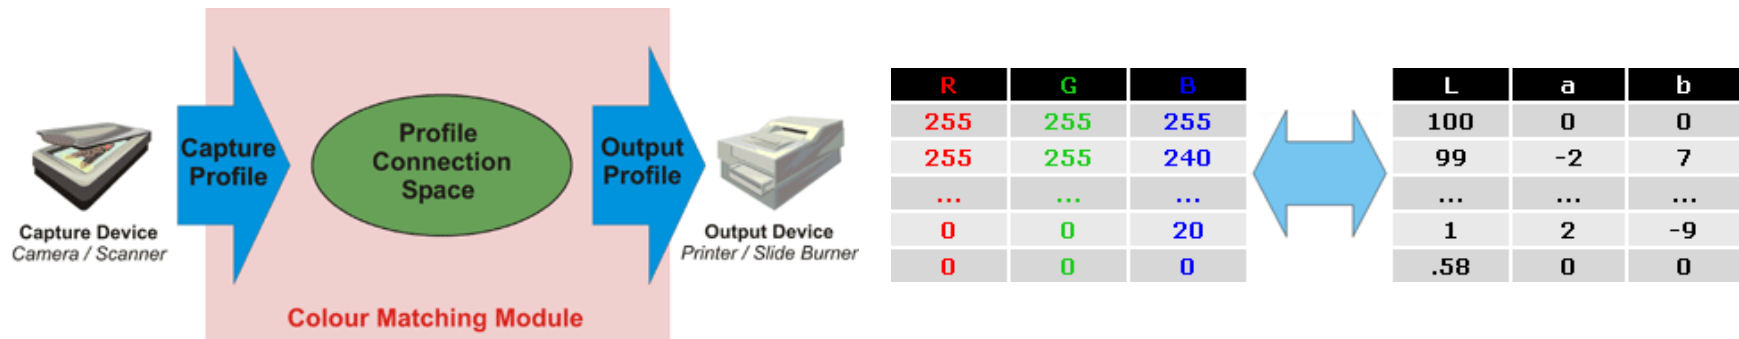 Capture
Profile
Profile
Connection
Space
Output
Profile
Capture Device
Camera / Scanner
Output Device
Printer / Slide Burner
Colour Matching Module
R G B
255 255 255
255 255 240
... ... ...
0 0 20
0 0 0
L a b
100 0 0
99 -2 7
... ... ...
1 2 -9
.58 0 0